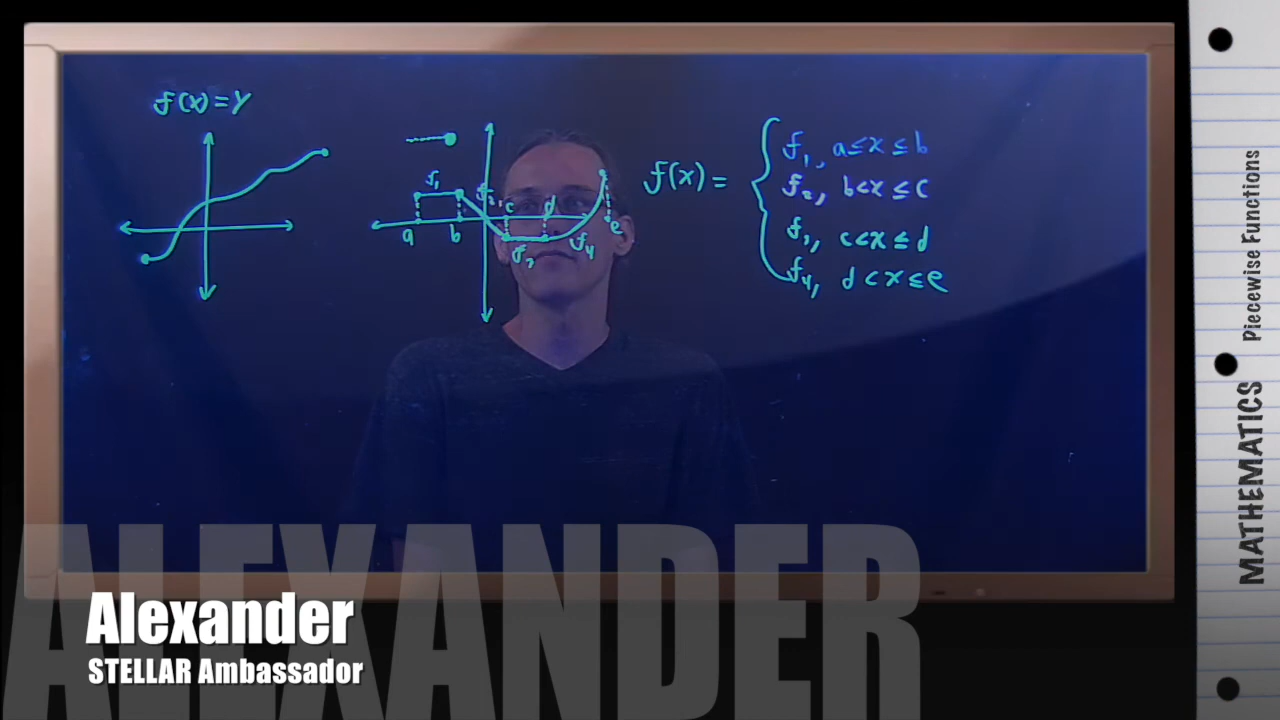 f(x) = y
f₁
f₂
a
b
c
d
e
f₃
f₄
f(x) =
f₁, a ≤ x ≤ b
f₂, b < x ≤ c
f₃, c < x ≤ d
f₄, d < x ≤ e
ALEXANDER
Alexander
STELLAR Ambassador
MATHEMATICS Piecewise Functions